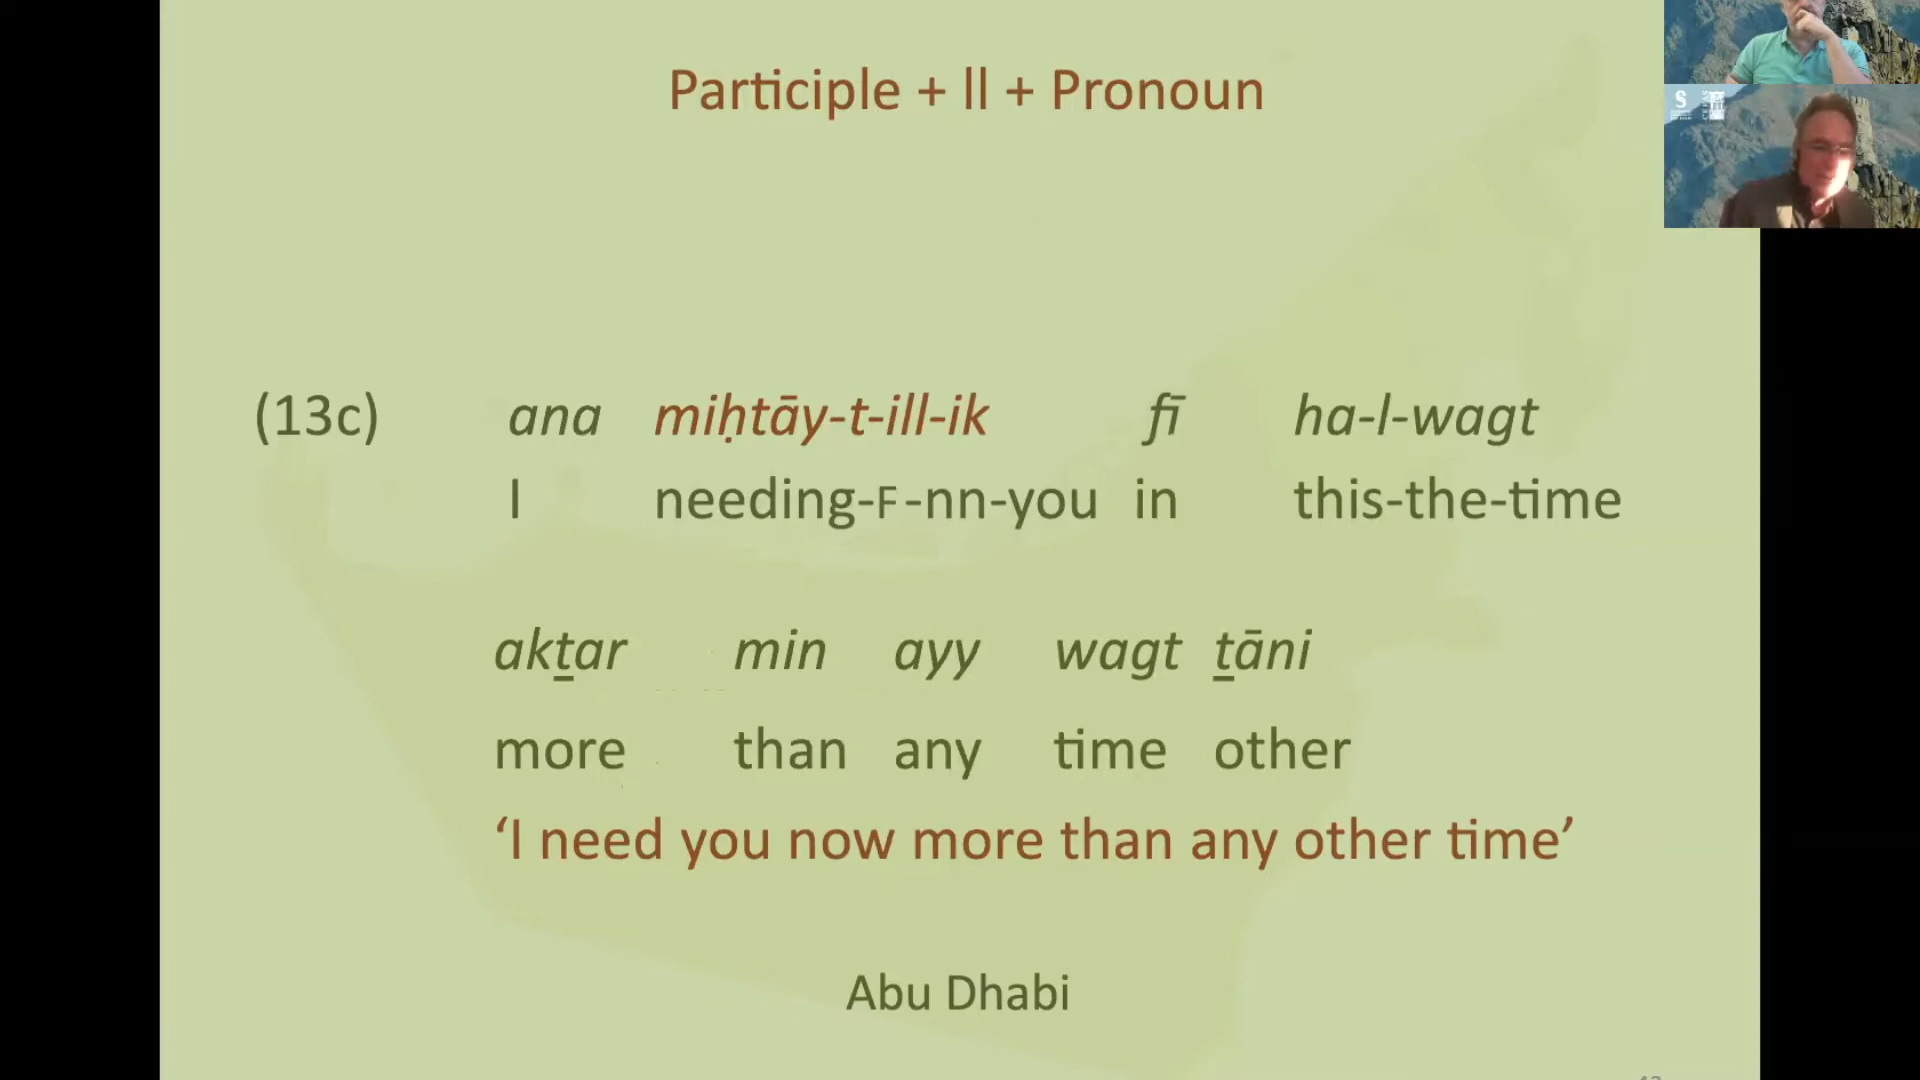 Participle + ll + Pronoun
(13c) ana miḥtāy-t-ill-ik fī ha-l-wagt
I needing-F-nn-you in this-the-time
akṯar min ayy wagt ṯāni
more than any time other
‘I need you now more than any other time’
Abu Dhabi